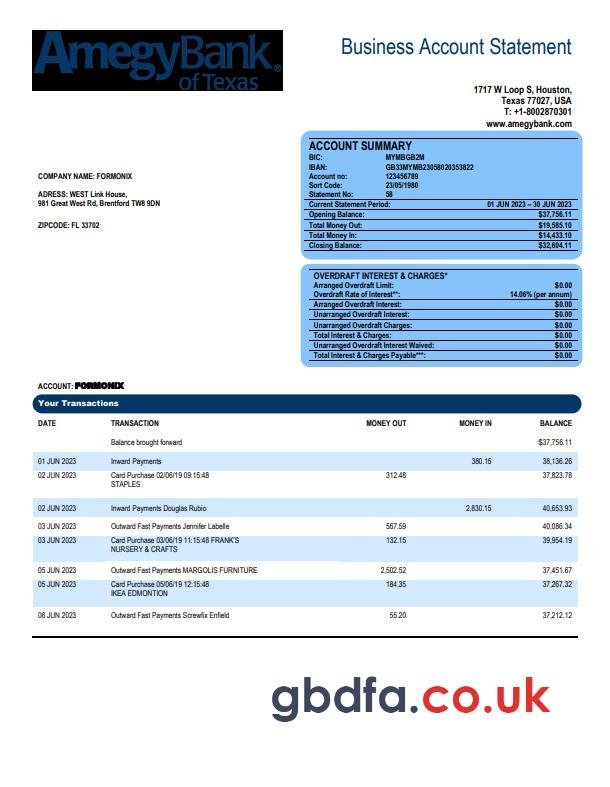 AmegyBank®
of Texas
Business Account Statement
1717 W Loop S, Houston,
Texas 77027, USA
T: +1-8002870301
www.amegybank.com
COMPANY NAME: FORMONIX
ADRESS: WEST Link House,
981 Great West Rd, Brentford TW8 9DN
ZIPCODE: FL 33702
ACCOUNT SUMMARY
BIC: MYMBGB2M
IBAN: GB33MYMB23058020353822
Account no: 123456789
Sort Code: 23/05/1980
Statement No: 58
Current Statement Period: 01 JUN 2023 – 30 JUN 2023
Opening Balance: $37,756.11
Total Money Out: $19,585.10
Total Money In: $14,433.10
Closing Balance: $32,604.11
OVERDRAFT INTEREST & CHARGES*
Arranged Overdraft Limit: $0.00
Overdraft Rate of Interest**: 14.06% (per annum)
Arranged Overdraft Interest: $0.00
Unarranged Overdraft Interest: $0.00
Unarranged Overdraft Charges: $0.00
Total Interest & Charges: $0.00
Unarranged Overdraft Interest Waived: $0.00
Total Interest & Charges Payable***: $0.00
ACCOUNT: FORMONIX
Your Transactions
DATE TRANSACTION MONEY OUT MONEY IN BALANCE
Balance brought forward $37,756.11
01 JUN 2023 Inward Payments 380.15 38,136.26
02 JUN 2023 Card Purchase 02/06/19 09:15:48 312.48 37,823.78
STAPLES
02 JUN 2023 Inward Payments Douglas Rubio 2,830.15 40,653.93
03 JUN 2023 Outward Fast Payments Jennifer Labelle 567.59 40,086.34
03 JUN 2023 Card Purchase 03/06/19 11:15:48 FRANK'S 132.15 39,954.19
NURSERY & CRAFTS
05 JUN 2023 Outward Fast Payments MARGOLIS FURNITURE 2,502.52 37,451.67
05 JUN 2023 Card Purchase 05/06/19 12:15:48 184.35 37,267.32
IKEA EDMONTION
06 JUN 2023 Outward Fast Payments Screwfix Enfield 55.20 37,212.12
gbdfa.co.uk